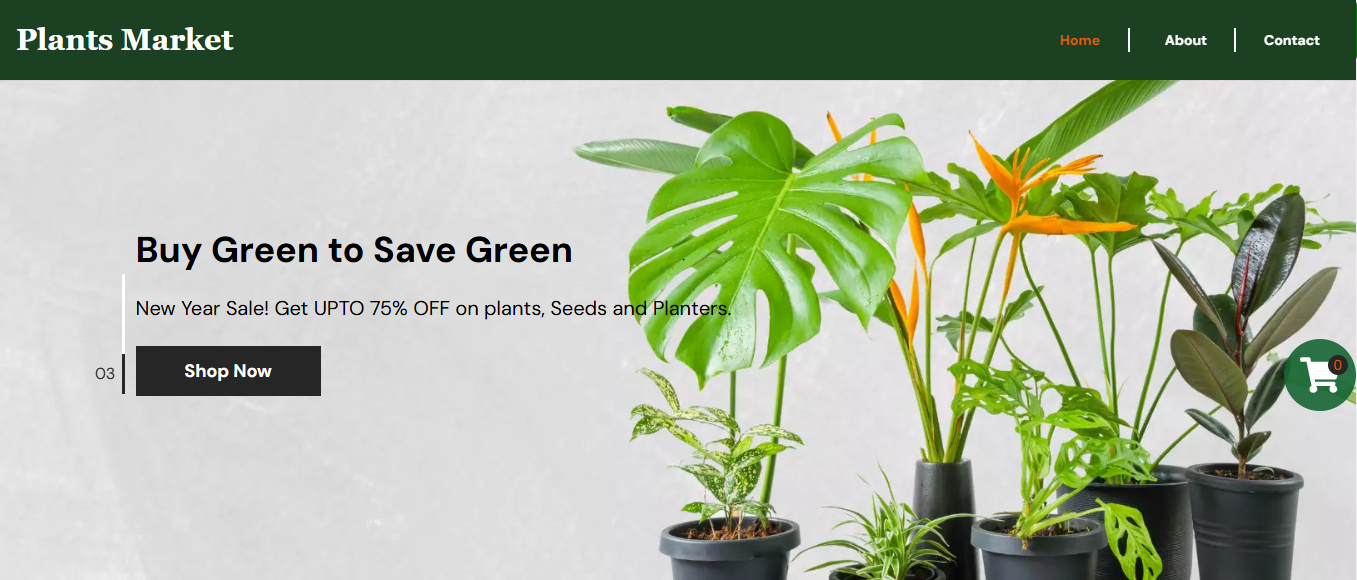 Plants Market
Home
About
Contact
Buy Green to Save Green
New Year Sale! Get UPTO 75% OFF on plants, Seeds and Planters.
03
Shop Now
0